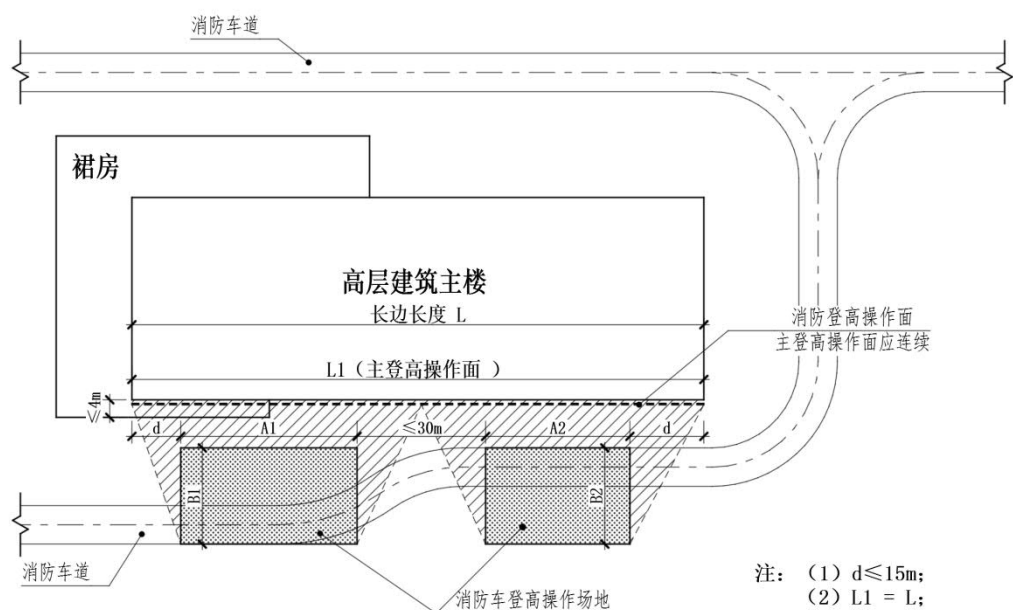 消防车道
裙房
高层建筑主楼
长边长度 L
消防登高操作面
主登高操作面应连续
L1（主登高操作面 ）
≤4m
d
A1
≤30m
A2
d
B1
B2
消防车道
消防车登高操作场地
注：（1）d≤15m;
（2）L1 = L;